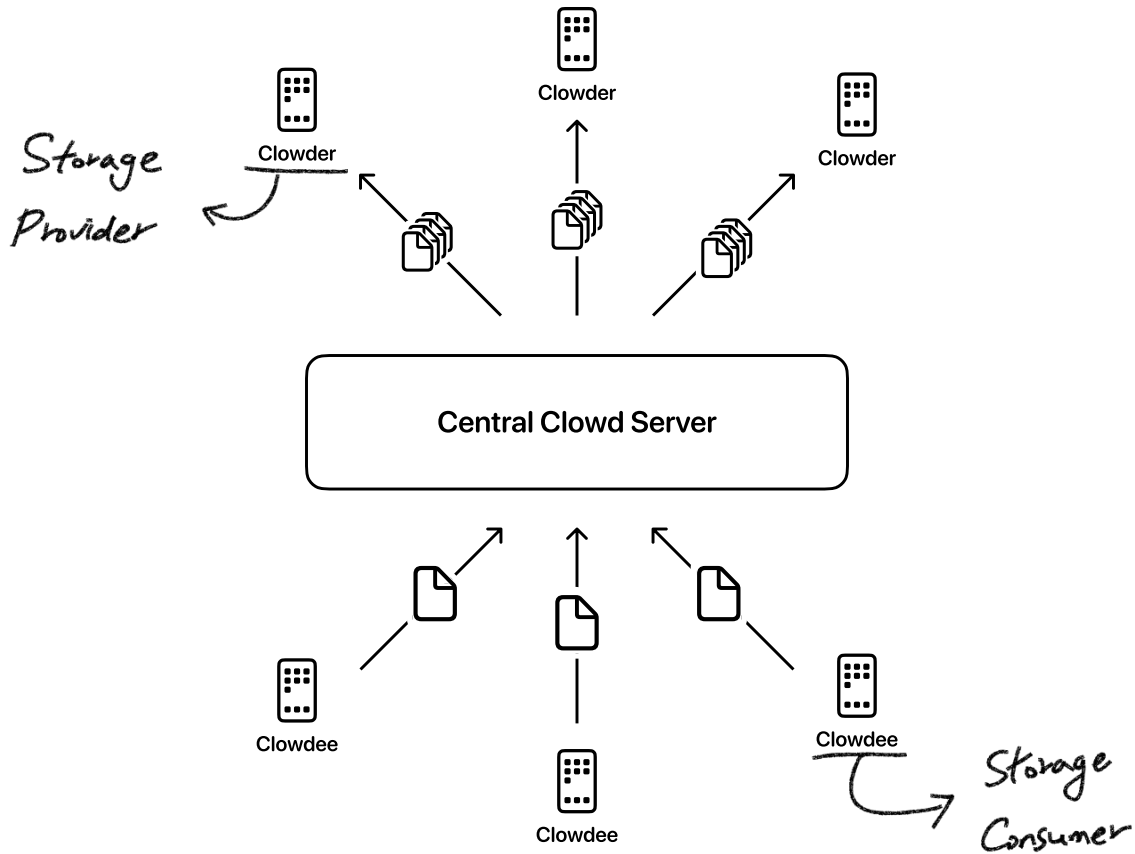 Clowder
Clowder
Clowder
Storage
Provider
Central Clowd Server
Clowdee
Clowdee
Clowdee
Storage
Consumer